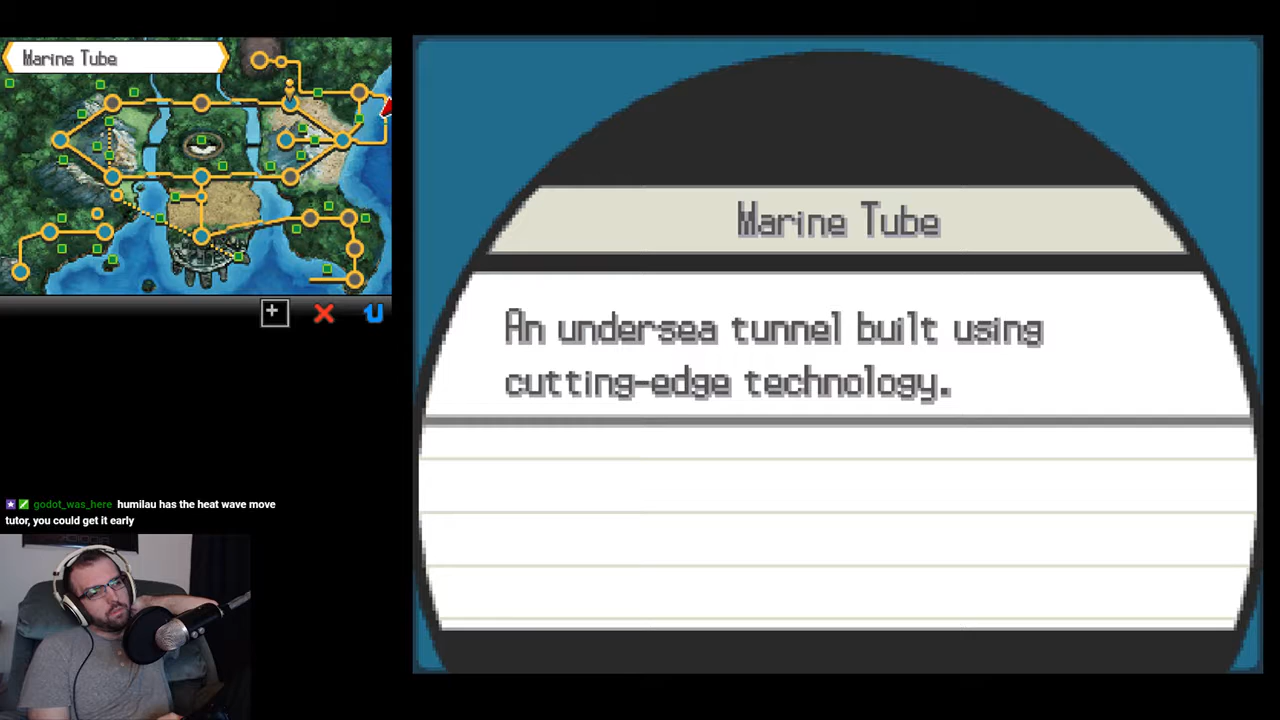 Marine Tube
Marine Tube
An undersea tunnel built using
cutting-edge technology.
godot_was_here humilau has the heat wave move
tutor, you could get it early